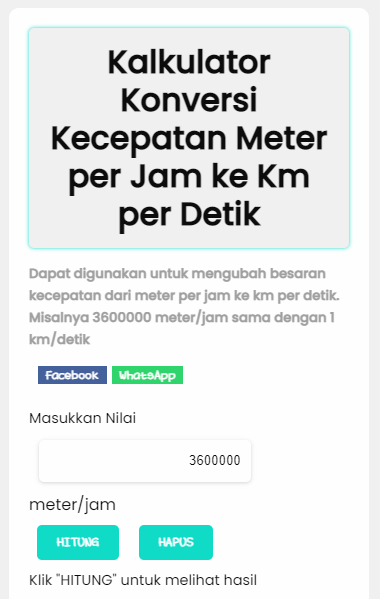 Kalkulator
Konversi
Kecepatan Meter
per Jam ke Km
per Detik
Dapat digunakan untuk mengubah besaran
kecepatan dari meter per jam ke km per detik.
Misalnya 3600000 meter/jam sama dengan 1
km/detik
Facebook WhatsApp
Masukkan Nilai
3600000
meter/jam
HITUNG HAPUS
Klik "HITUNG" untuk melihat hasil